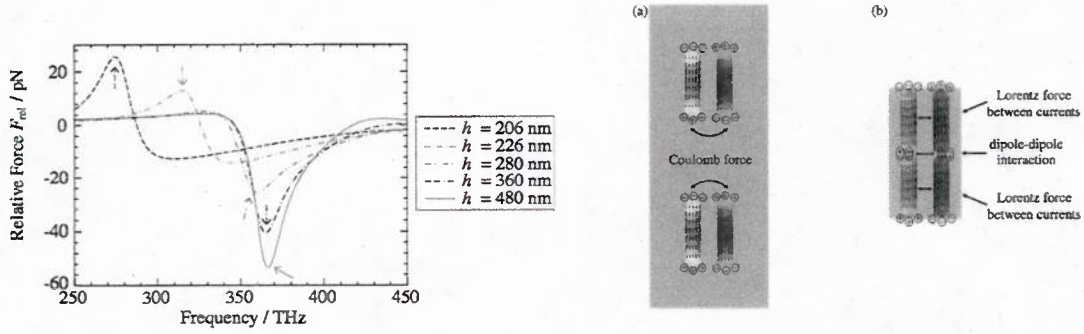 Relative Force F_rel / pN
20
0
-20
-40
-60
250
300
350
400
450
Frequency / THz
h = 206 nm
h = 226 nm
h = 280 nm
h = 360 nm
h = 480 nm
(a)
Coulomb force
(b)
Lorentz force
between currents
dipole-dipole
interaction
Lorentz force
between currents